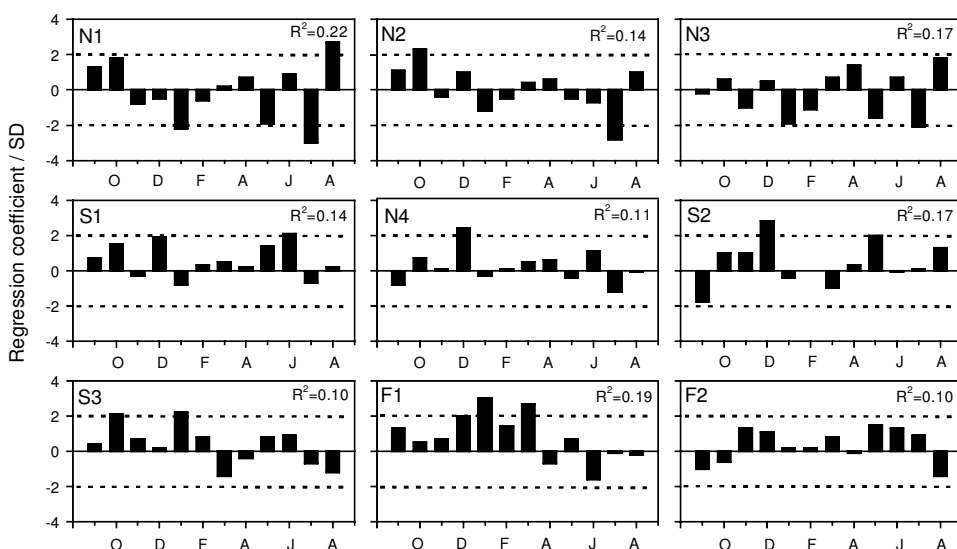 Regression coefficient / SD
4
2
0
-2
-4
N1
R²=0.22
O D F A J A
N2
R²=0.14
O D F A J A
N3
R²=0.17
O D F A J A
4
2
0
-2
-4
S1
R²=0.14
O D F A J A
N4
R²=0.11
O D F A J A
S2
R²=0.17
O D F A J A
4
2
0
-2
-4
S3
R²=0.10
O D F A J A
F1
R²=0.19
O D F A J A
F2
R²=0.10
O D F A J A